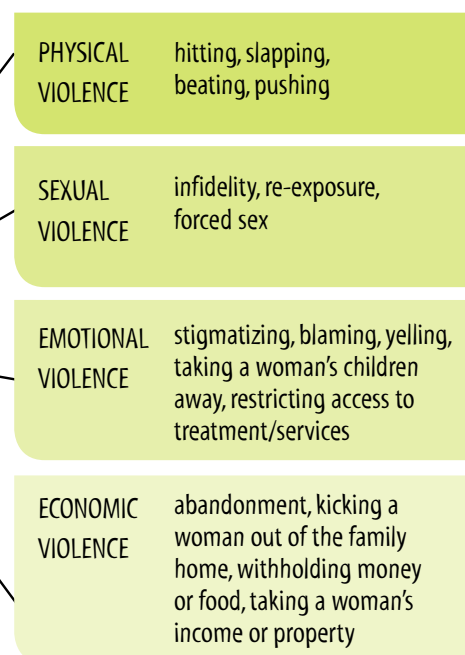 PHYSICAL VIOLENCE
hitting, slapping,
beating, pushing
SEXUAL VIOLENCE
infidelity, re-exposure,
forced sex
EMOTIONAL VIOLENCE
stigmatizing, blaming, yelling,
taking a woman's children
away, restricting access to
treatment/services
ECONOMIC VIOLENCE
abandonment, kicking a
woman out of the family
home, withholding money
or food, taking a woman's
income or property